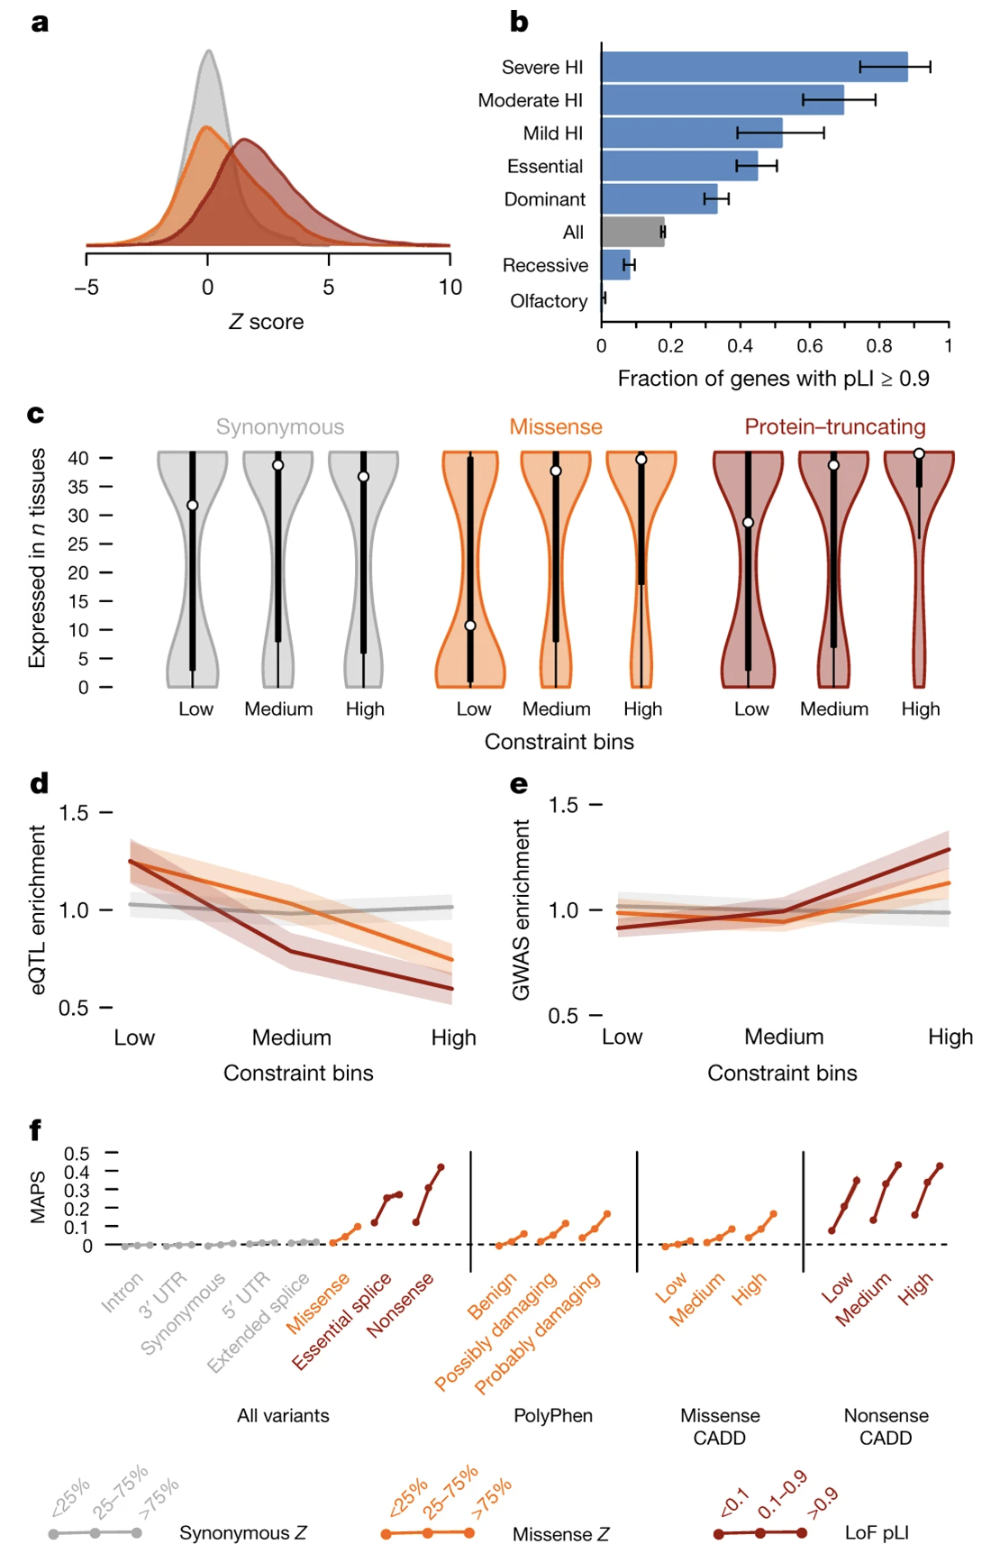 a
−5 0 5 10
Z score
b
Severe HI
Moderate HI
Mild HI
Essential
Dominant
All
Recessive
Olfactory
0 0.2 0.4 0.6 0.8 1
Fraction of genes with pLI ≥ 0.9
c
Synonymous Missense Protein–truncating
Expressed in n tissues
40
35
30
25
20
15
10
5
0
Low Medium High Low Medium High Low Medium High
Constraint bins
d
eQTL enrichment
1.5
1.0
0.5
Low Medium High
Constraint bins
e
GWAS enrichment
1.5
1.0
0.5
Low Medium High
Constraint bins
f
MAPS
0.5
0.4
0.3
0.2
0.1
0
Intron
3′ UTR
Synonymous
5′ UTR
Extended splice
Missense
Essential splice
Nonsense
Benign
Possibly damaging
Probably damaging
Low
Medium
High
Low
Medium
High
All variants
PolyPhen
Missense
CADD
Nonsense
CADD
<25%
25–75%
>75%
Synonymous Z
<25%
25–75%
>75%
Missense Z
<0.1
0.1–0.9
>0.9
LoF pLI